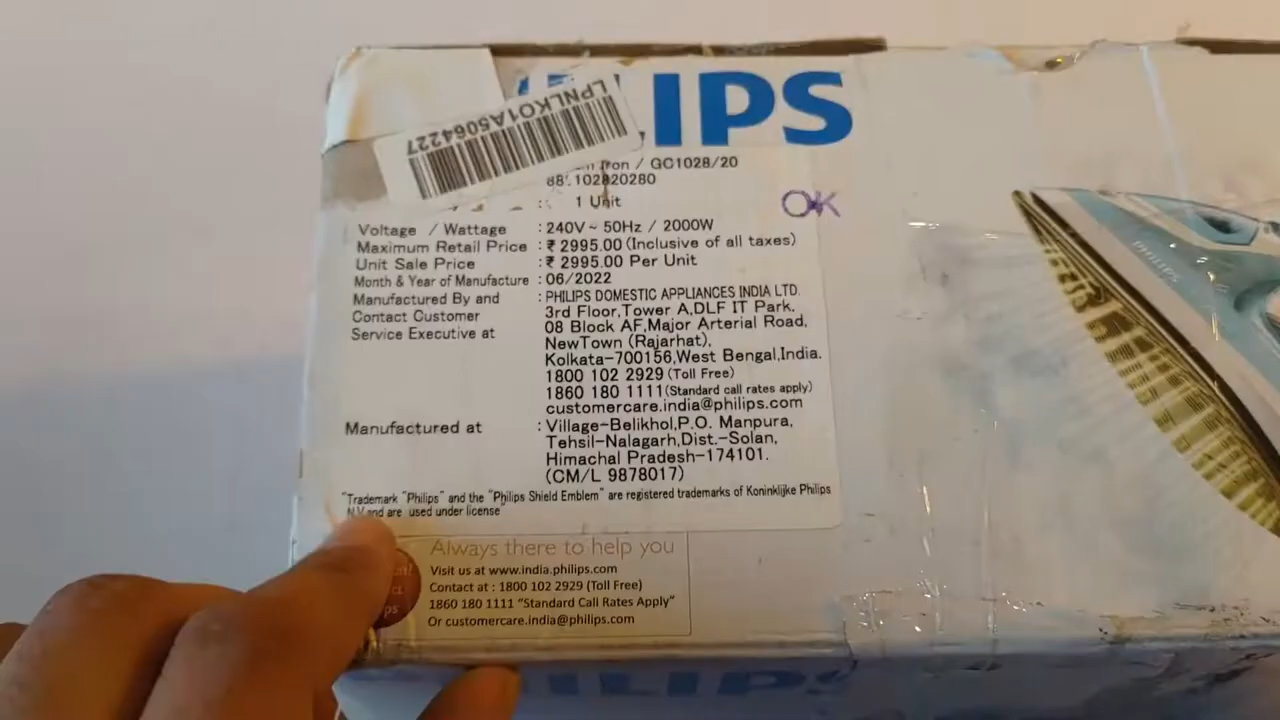 LIPS
LPNLKO1A5064227
Iron / GC1028/20
102820280
: 1 Unit
OK
Voltage / Wattage : 240V ~ 50Hz / 2000W
Maximum Retail Price : ₹ 2995.00 (Inclusive of all taxes)
Unit Sale Price : ₹ 2995.00 Per Unit
Month & Year of Manufacture : 06/2022
Manufactured By and : PHILIPS DOMESTIC APPLIANCES INDIA LTD.
Contact Customer 3rd Floor,Tower A,DLF IT Park,
Service Executive at 08 Block AF,Major Arterial Road,
NewTown (Rajarhat),
Kolkata-700156,West Bengal,India.
1800 102 2929 (Toll Free)
1860 180 1111(Standard call rates apply)
customercare.india@philips.com
Manufactured at : Village-Belikhol,P.O. Manpura,
Tehsil-Nalagarh,Dist.-Solan,
Himachal Pradesh-174101.
(CM/L 9878017)
"Trademark "Philips" and the "Philips Shield Emblem" are registered trademarks of Koninklijke Philips
N.V and are used under license"
Always there to help you
Visit us at www.india.philips.com
Contact at : 1800 102 2929 (Toll Free)
1860 180 1111 "Standard Call Rates Apply"
Or customercare.india@philips.com
PHILIPS